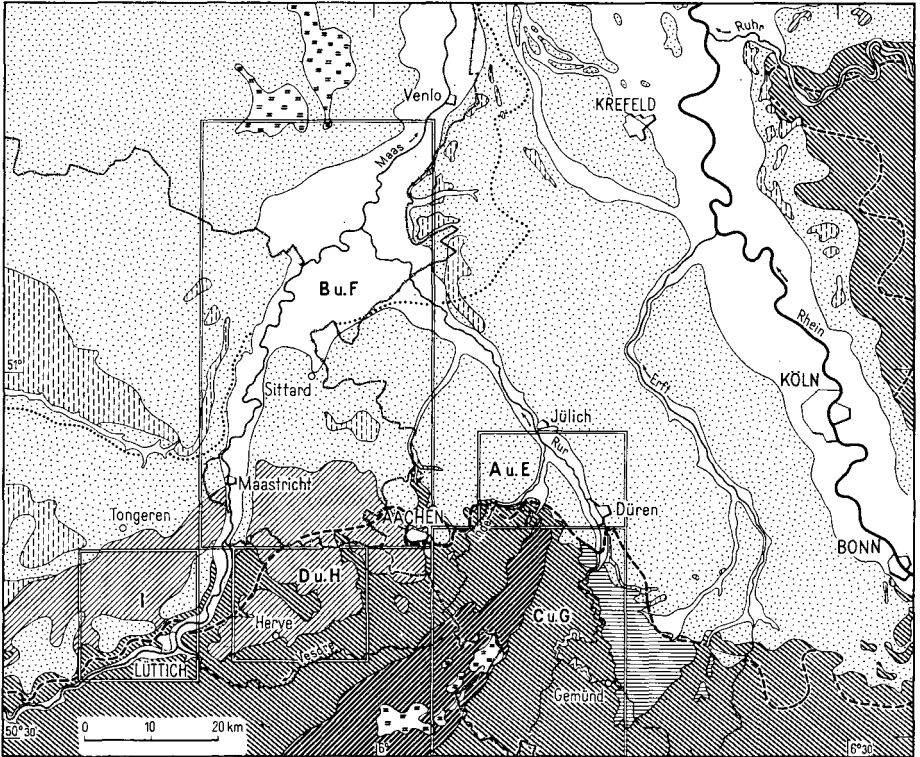 Ruhr
Venlo
KREFELD
Maas
B u. F
Rhein
51°
Sittard
KÖLN
Erft
Jülich
Rur
A u. E
Maastricht
Tongeren
AACHEN
Düren
BONN
D u. H
I
C u. G
Herve
Vesdre
LÜTTICH
Gemünd
50°30
0 10 20 km
6°
6°30